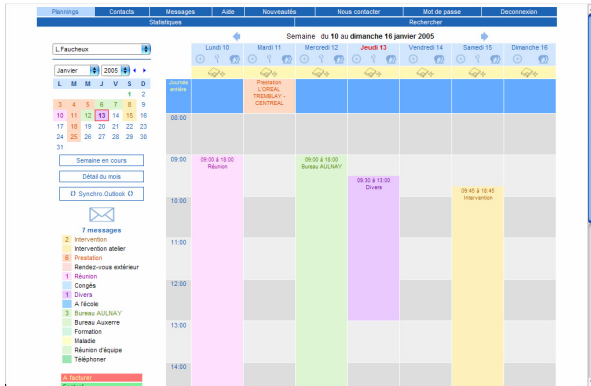 Plannings Contacts Messages Aide Nouveautés Nous contacter Mot de passe Deconnexion
Statistiques Rechercher
Semaine du 10 au dimanche 16 janvier 2005
L.Faucheux
Lundi 10 Mardi 11 Mercredi 12 Jeudi 13 Vendredi 14 Samedi 15 Dimanche 16
Janvier 2005
L M M J V S D
1 2
3 4 5 6 7 8 9
10 11 12 13 14 15 16
17 18 19 20 21 22 23
24 25 26 27 28 29 30
31
Semaine en cours
Détail du mois
Synchro.Outlook
7 messages
2 Intervention
Intervention atelier
6 Prestation
Rendez-vous extérieur
1 Réunion
Congés
1 Divers
A l'école
3 Bureau AULNAY
Bureau Auxerre
Formation
Maladie
Réunion d'équipe
Téléphoner
A facturer
Journée
entière
Prestation
L'OREAL
TREMBLAY -
CENTREAL
08:00
09:00
09:00 à 18:00
Réunion
09:00 à 18:00
Bureau AULNAY
09:30 à 13:00
Divers
09:45 à 18:45
Intervention
10:00
11:00
12:00
13:00
14:00